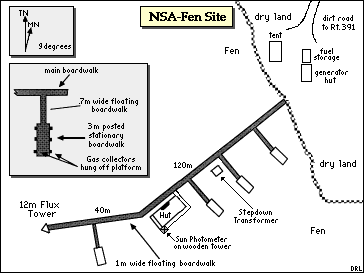 TN
MN
9 degrees
NSA-Fen Site
dry land
dirt road
to Rt.391
tent
Fen
fuel
storage
generator
hut
main boardwalk
.7m wide floating
boardwalk
3m posted
stationary
boardwalk
Gas collectors
hung off platform
120m
dry land
Stepdown
Transformer
12m Flux
Tower
40m
Hut
Sun Photometer
on wooden tower
1m wide floating boardwalk
Fen
DRL